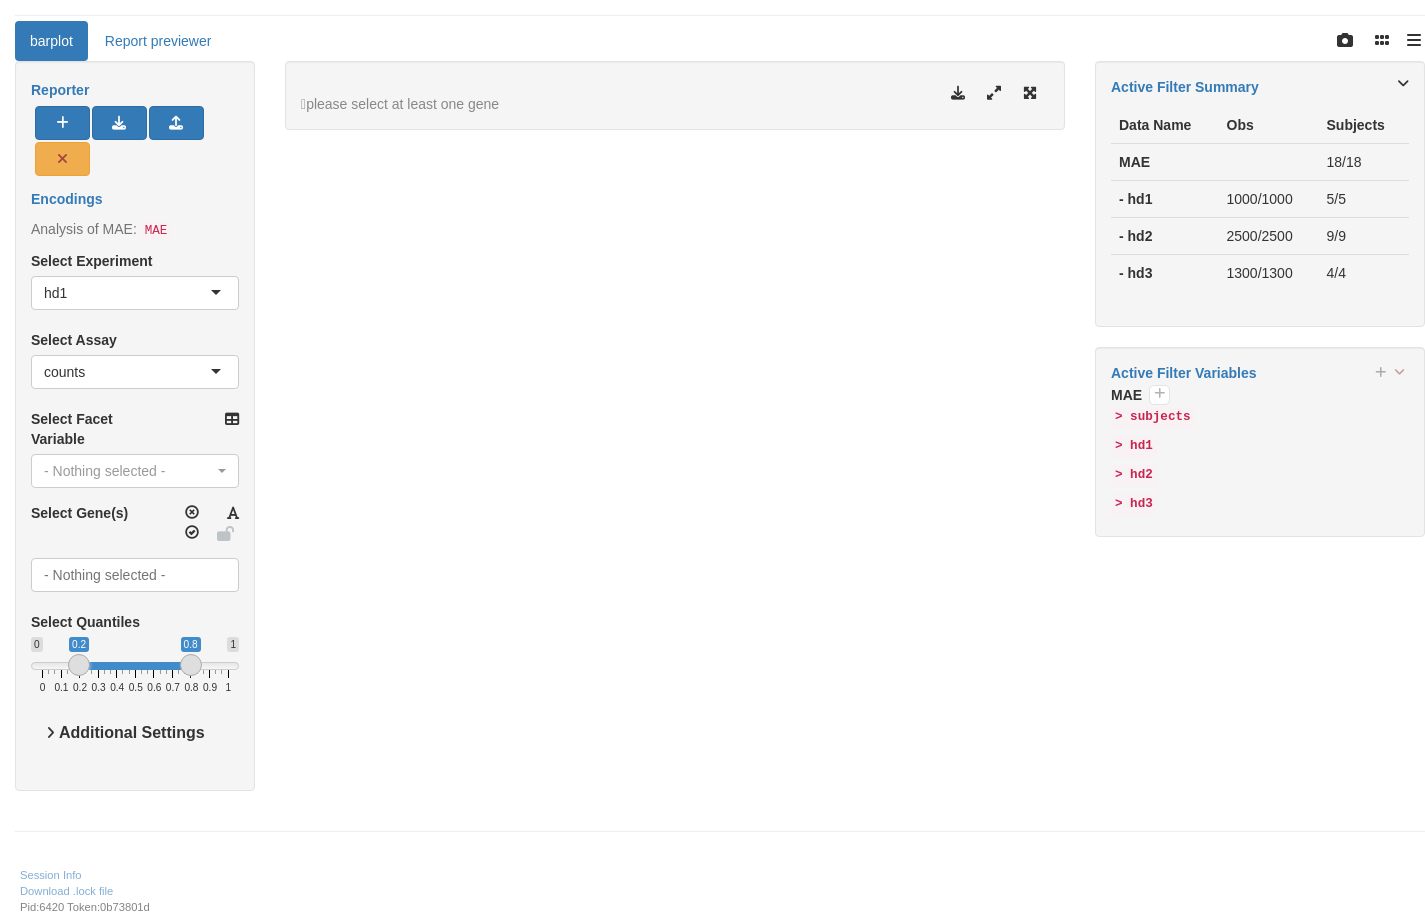 barplot
Report previewer
Reporter
Encodings
Analysis of MAE: MAE
Select Experiment
hd1
Select Assay
counts
Select Facet
Variable
- Nothing selected -
Select Gene(s)
- Nothing selected -
Select Quantiles
0 0.2 0.8 1
0 0.1 0.2 0.3 0.4 0.5 0.6 0.7 0.8 0.9 1
Additional Settings
please select at least one gene
Active Filter Summary
Data Name Obs Subjects
MAE 18/18
- hd1 1000/1000 5/5
- hd2 2500/2500 9/9
- hd3 1300/1300 4/4
Active Filter Variables
MAE
> subjects
> hd1
> hd2
> hd3
Session Info
Download .lock file
Pid:6420 Token:0b73801d